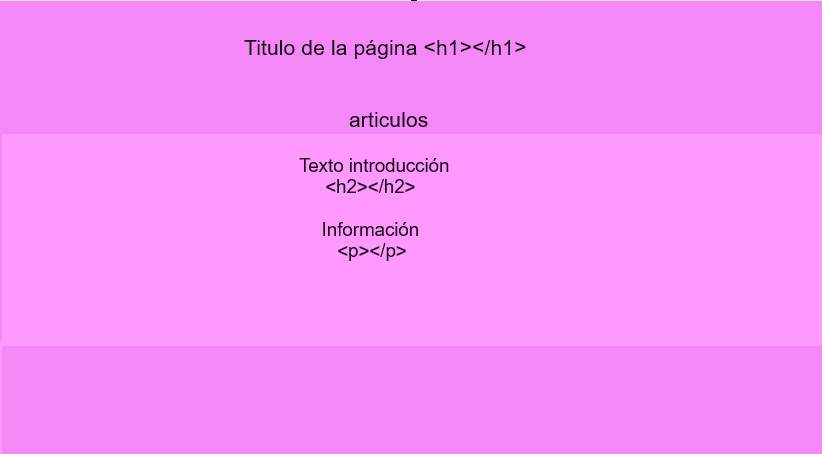 Titulo de la página <h1></h1>
articulos
Texto introducción
<h2></h2>
Información
<p></p>